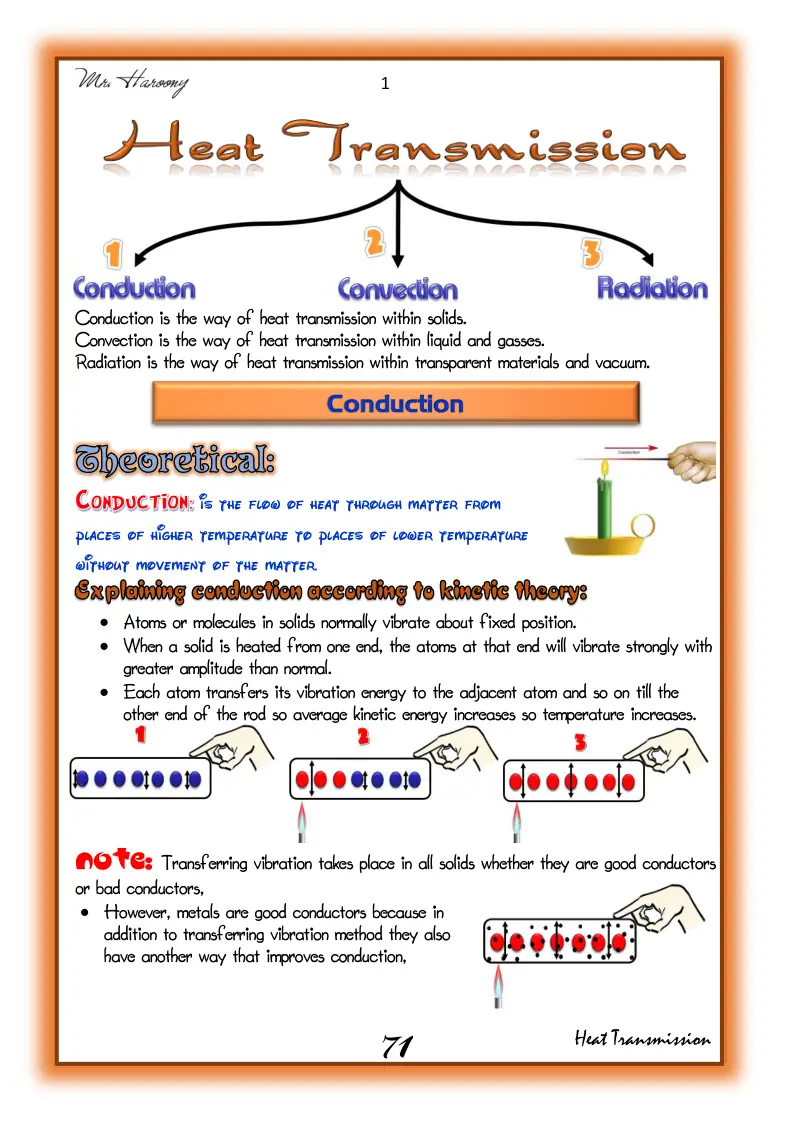 Mr. Haroony
1
Heat Transmission
1 2 3
Conduction Convection Radiation
Conduction is the way of heat transmission within solids.
Convection is the way of heat transmission within liquid and gasses.
Radiation is the way of heat transmission within transparent materials and vacuum.
Conduction
Theoretical:
Conduction
Conduction: is the flow of heat through matter from
places of higher temperature to places of lower temperature
without movement of the matter.
Explaining conduction according to kinetic theory:
• Atoms or molecules in solids normally vibrate about fixed position.
• When a solid is heated from one end, the atoms at that end will vibrate strongly with
greater amplitude than normal.
• Each atom transfers its vibration energy to the adjacent atom and so on till the
other end of the rod so average kinetic energy increases so temperature increases.
1 2 3
note: Transferring vibration takes place in all solids whether they are good conductors
or bad conductors,
• However, metals are good conductors because in
addition to transferring vibration method they also
have another way that improves conduction,
71
Heat Transmission